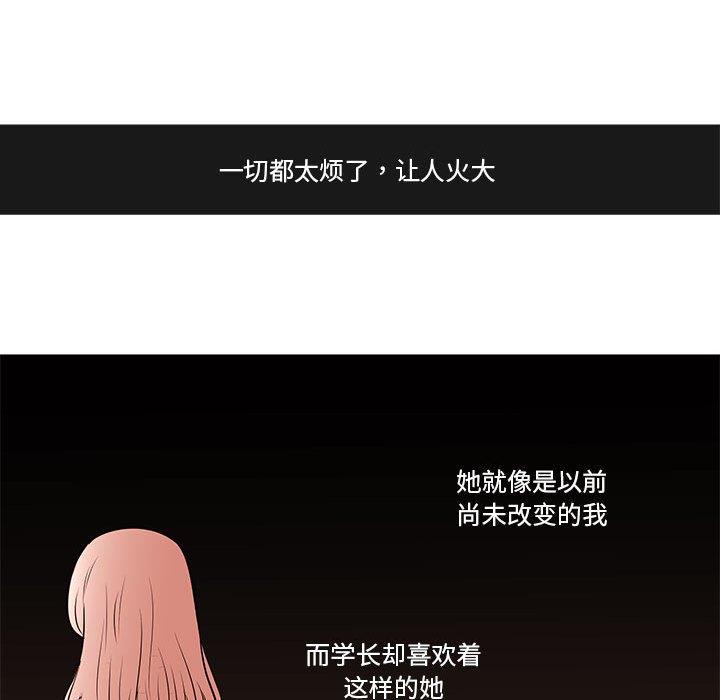 一切都太烦了，让人火大
她就像是以前
尚未改变的我
而学长却喜欢着
这样的她